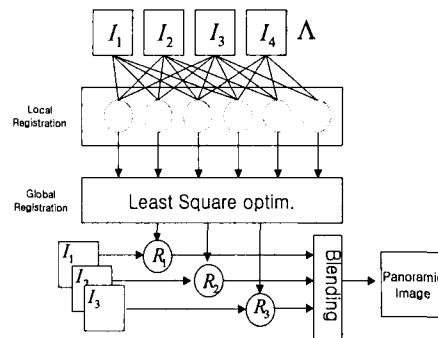 I1 I2 I3 I4 Λ
Local
Registration
Global
Registration
Least Square optim.
I1
I2
I3
R1
R2
R3
Blending
Panoramic
Image